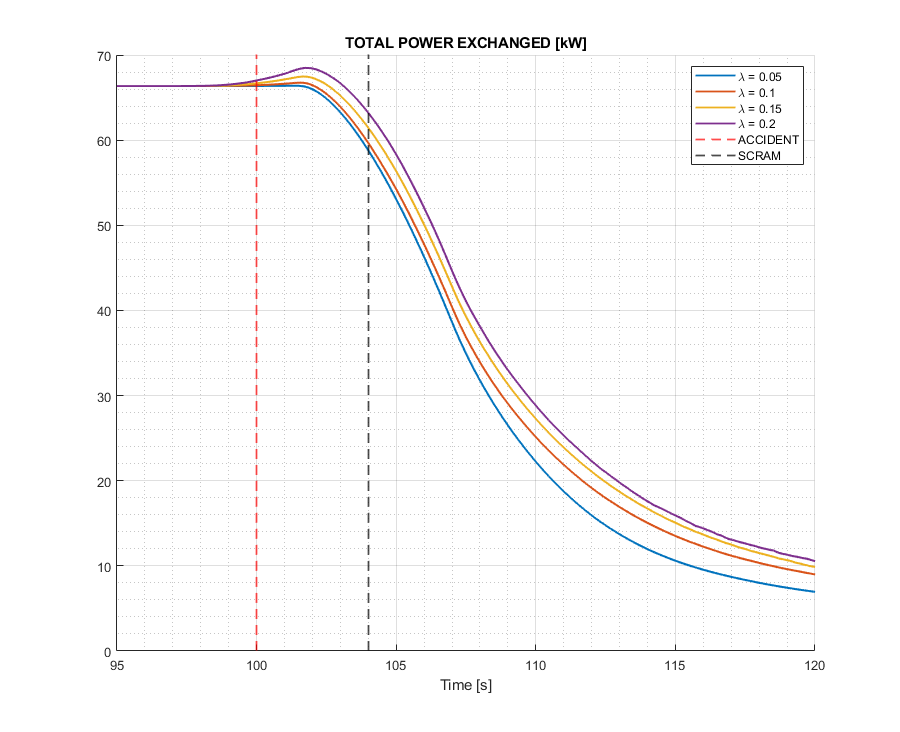 TOTAL POWER EXCHANGED [kW]
70
60
50
40
30
20
10
0
λ = 0.05
λ = 0.1
λ = 0.15
λ = 0.2
ACCIDENT
SCRAM
95 100 105 110 115 120
Time [s]